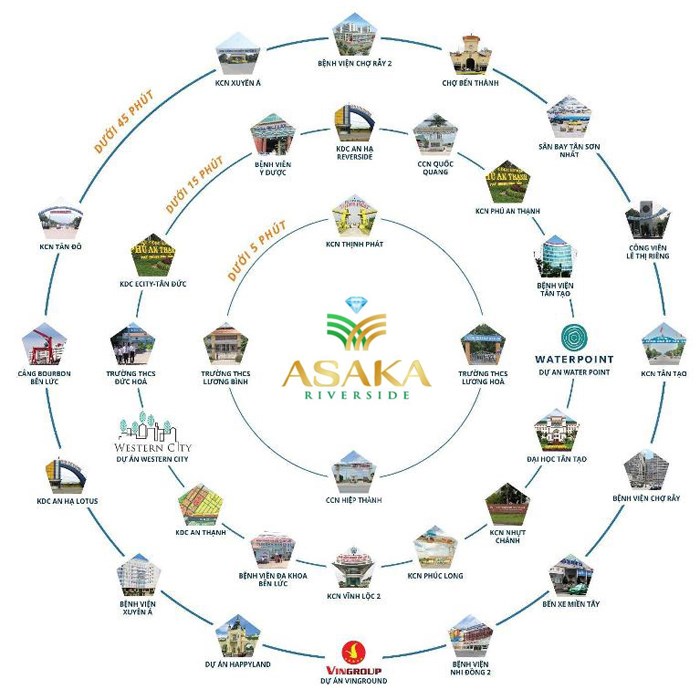 BỆNH VIỆN CHỢ RẪY 2
KCN XUYÊN Á
CHỢ BẾN THÀNH
DƯỚI 45 PHÚT
SÂN BAY TÂN SƠN
NHẤT
KDC AN HẠ
RIVERSIDE
BỆNH VIỆN
Ý DƯỢC
CCN QUỐC
QUANG
DƯỚI 15 PHÚT
PHÚ AN THẠNH
KCN PHÚ AN THẠNH
DƯỚI 5 PHÚT
KCN THỊNH PHÁT
KCN TÂN ĐÔ
CÔNG VIÊN
LÊ THỊ RIÊNG
PHÚ AN THẠNH
KDC ECITY-TÂN ĐỨC
BỆNH VIỆN
TÂN TẠO
CẢNG BOURBON
BẾN LỨC
TRƯỜNG THCS
ĐỨC HOÀ
TRƯỜNG THCS
LƯƠNG BÌNH
ASAKA
RIVERSIDE
TRƯỜNG THCS
LƯƠNG HOÀ
WATERPOINT
DỰ ÁN WATER POINT
KCN TÂN TẠO
WESTERN CITY
DỰ ÁN WESTERN CITY
ĐẠI HỌC TÂN TẠO
KDC AN HẠ LOTUS
CCN HIỆP THÀNH
BỆNH VIỆN CHỢ RẪY
KDC AN THẠNH
KCN NHỰT
CHÁNH
BỆNH VIỆN ĐA KHOA
BẾN LỨC
KCN VĨNH LỘC 2
KCN PHÚC LONG
BỆNH VIỆN
XUYÊN Á
BẾN XE MIỀN TÂY
DỰ ÁN HAPPYLAND
VINGROUP
DỰ ÁN VINGROUND
BỆNH VIỆN
NHI ĐỒNG 2